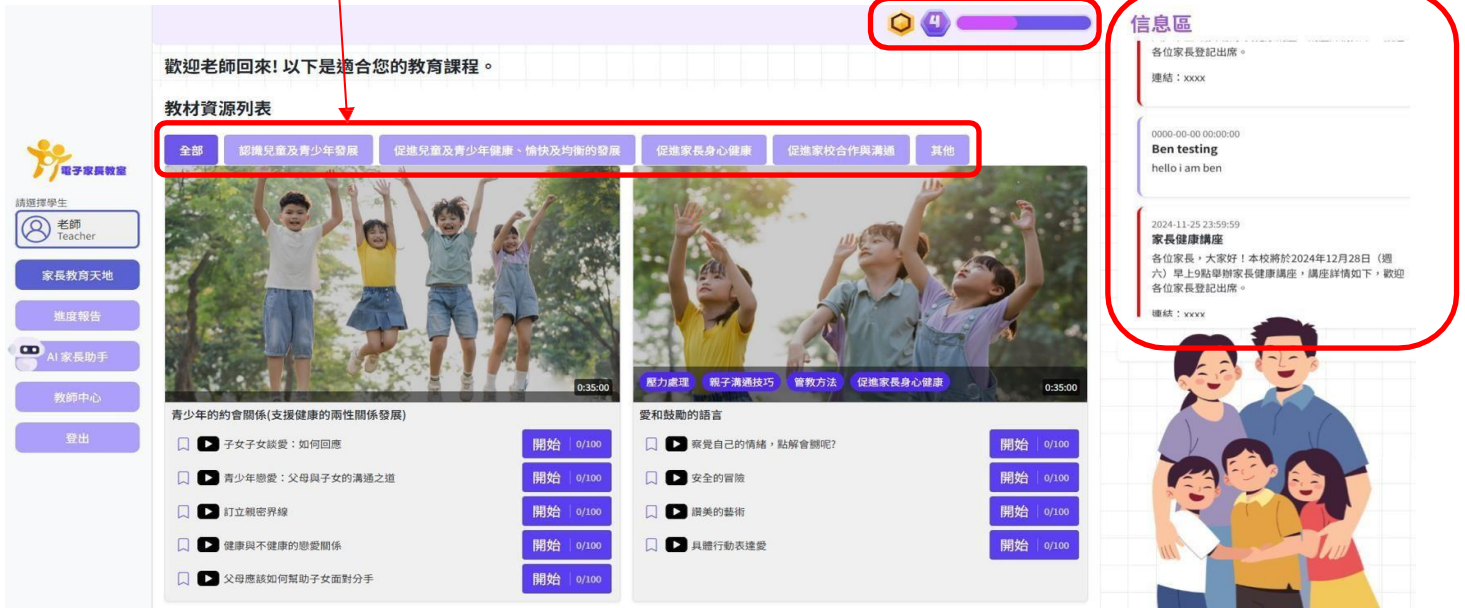 4
信息區
各位家長登記出席。
連結：xxxx
歡迎老師回來! 以下是適合您的教育課程。
教材資源列表
全部
認識兒童及青少年發展
促進兒童及青少年健康、愉快及均衡的發展
促進家長身心健康
促進家校合作與溝通
其他
電子家長教室
請選擇學生
老師
Teacher
家長教育天地
進度報告
AI 家長助手
教師中心
登出
0:35:00
青少年的約會關係(支援健康的兩性關係發展)
子女子女談愛：如何回應
開始 0/100
青少年戀愛：父母與子女的溝通之道
開始 0/100
訂立親密界線
開始 0/100
健康與不健康的戀愛關係
開始 0/100
父母應該如何幫助子女面對分手
開始 0/100
壓力處理
親子溝通技巧
管教方法
促進家長身心健康
0:35:00
愛和鼓勵的語言
察覺自己的情緒，點解會嬲呢?
開始 0/100
安全的冒險
開始 0/100
讚美的藝術
開始 0/100
具體行動表達愛
開始 0/100
0000-00-00 00:00:00
Ben testing
hello i am ben
2024-11-25 23:59:59
家長健康講座
各位家長，大家好！本校將於2024年12月28日（週
六）早上9點舉辦家長健康講座，講座詳情如下，歡迎
各位家長登記出席。
連結：xxxx